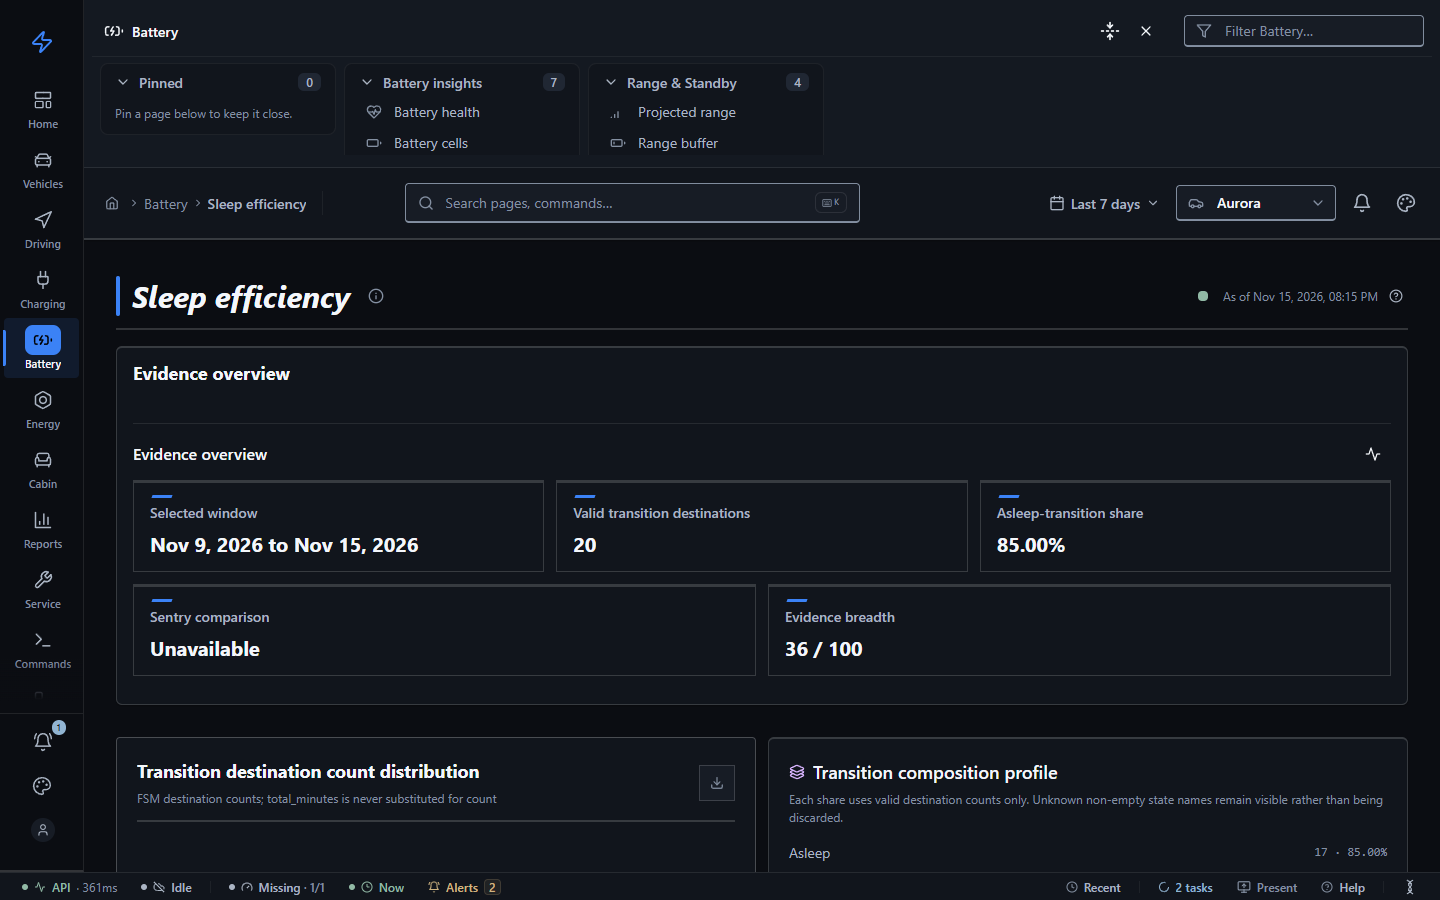 Battery
Filter Battery...
Pinned
0
Pin a page below to keep it close.
Battery insights
7
Battery health
Battery cells
Range & Standby
4
Projected range
Range buffer
Home
Vehicles
Driving
Charging
Battery
Energy
Cabin
Reports
Service
Commands
1
Battery
Sleep efficiency
Search pages, commands...
K
Last 7 days
Aurora
Sleep efficiency
As of Nov 15, 2026, 08:15 PM
Evidence overview
Evidence overview
Selected window
Nov 9, 2026 to Nov 15, 2026
Valid transition destinations
20
Asleep-transition share
85.00%
Sentry comparison
Unavailable
Evidence breadth
36 / 100
Transition destination count distribution
FSM destination counts; total_minutes is never substituted for count
Transition composition profile
Each share uses valid destination counts only. Unknown non-empty state names remain visible rather than being
discarded.
Asleep
17 · 85.00%
API · 361ms
Idle
Missing · 1/1
Now
Alerts 2
Recent
2 tasks
Present
Help